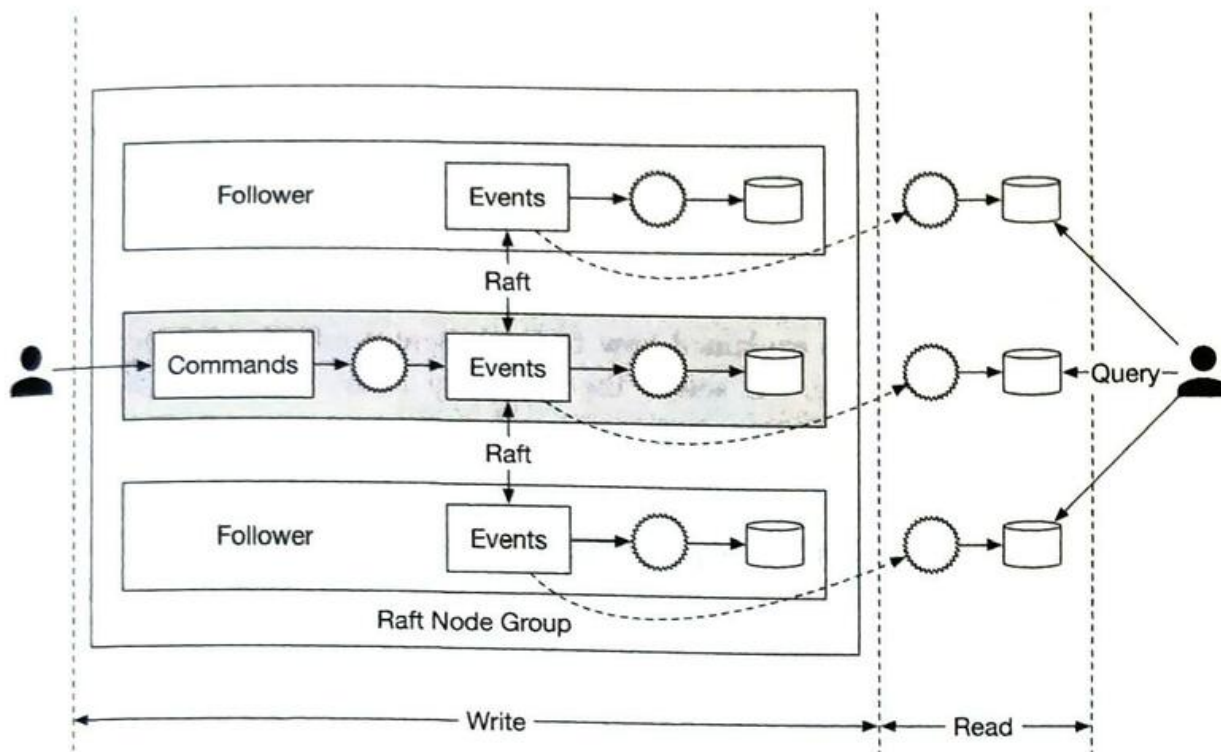 Follower
Events
Raft
Commands
Events
Query
Raft
Follower
Events
Raft Node Group
Write
Read